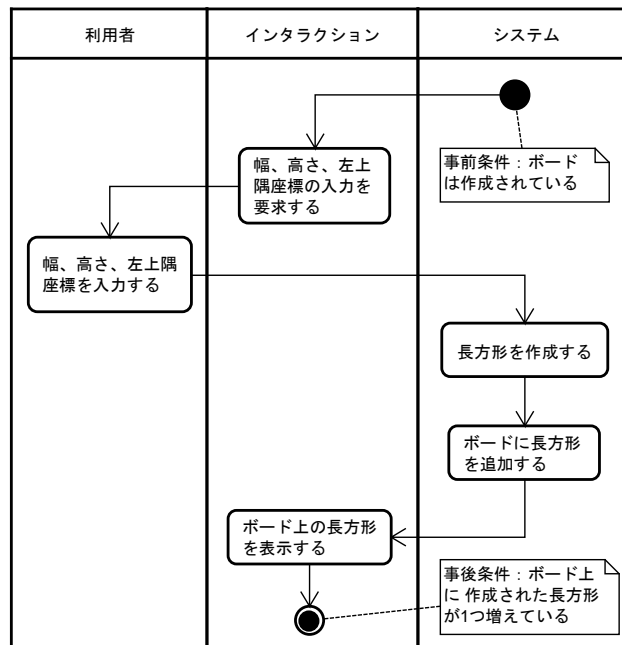 利用者
インタラクション
システム
幅、高さ、左上
隅座標の入力を
要求する
事前条件：ボード
は作成されている
幅、高さ、左上隅
座標を入力する
長方形を作成する
ボードに長方形
を追加する
ボード上の長方形
を表示する
事後条件：ボード上
に 作成された長方形
が1つ増えている